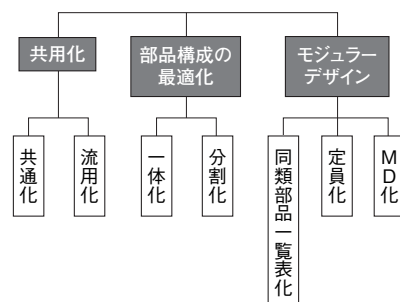 共用化
部品構成の
最適化
モジュラー
デザイン
共通化
流用化
一体化
分割化
同類部品一覧表化
定員化
MD化